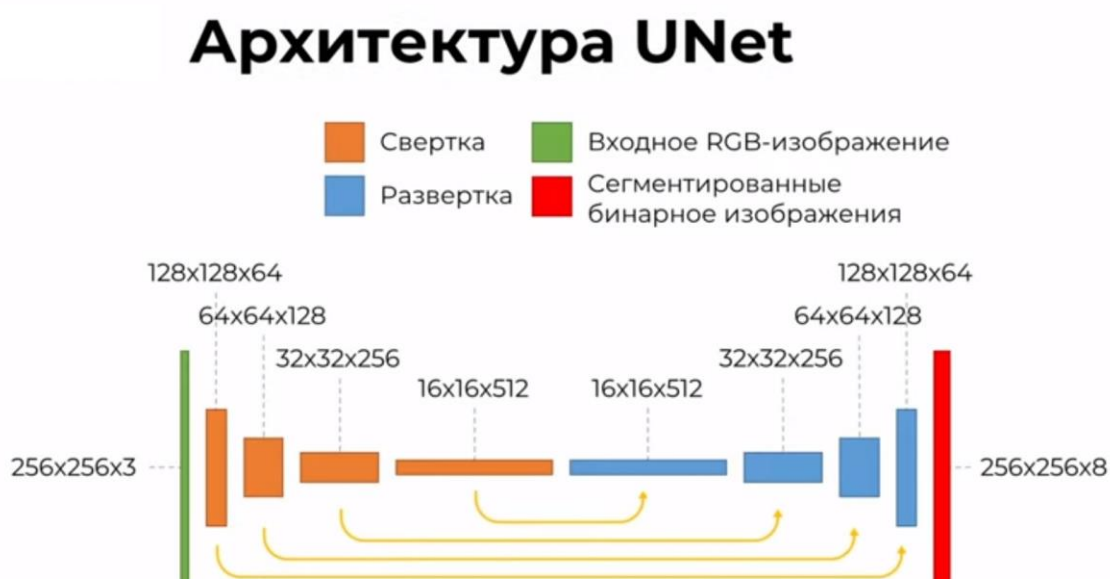 Архитектура UNet
Свертка
Входное RGB-изображение
Развертка
Сегментированные
бинарное изображения
128x128x64
128x128x64
64x64x128
64x64x128
32x32x256
32x32x256
16x16x512
16x16x512
256x256x3
256x256x8